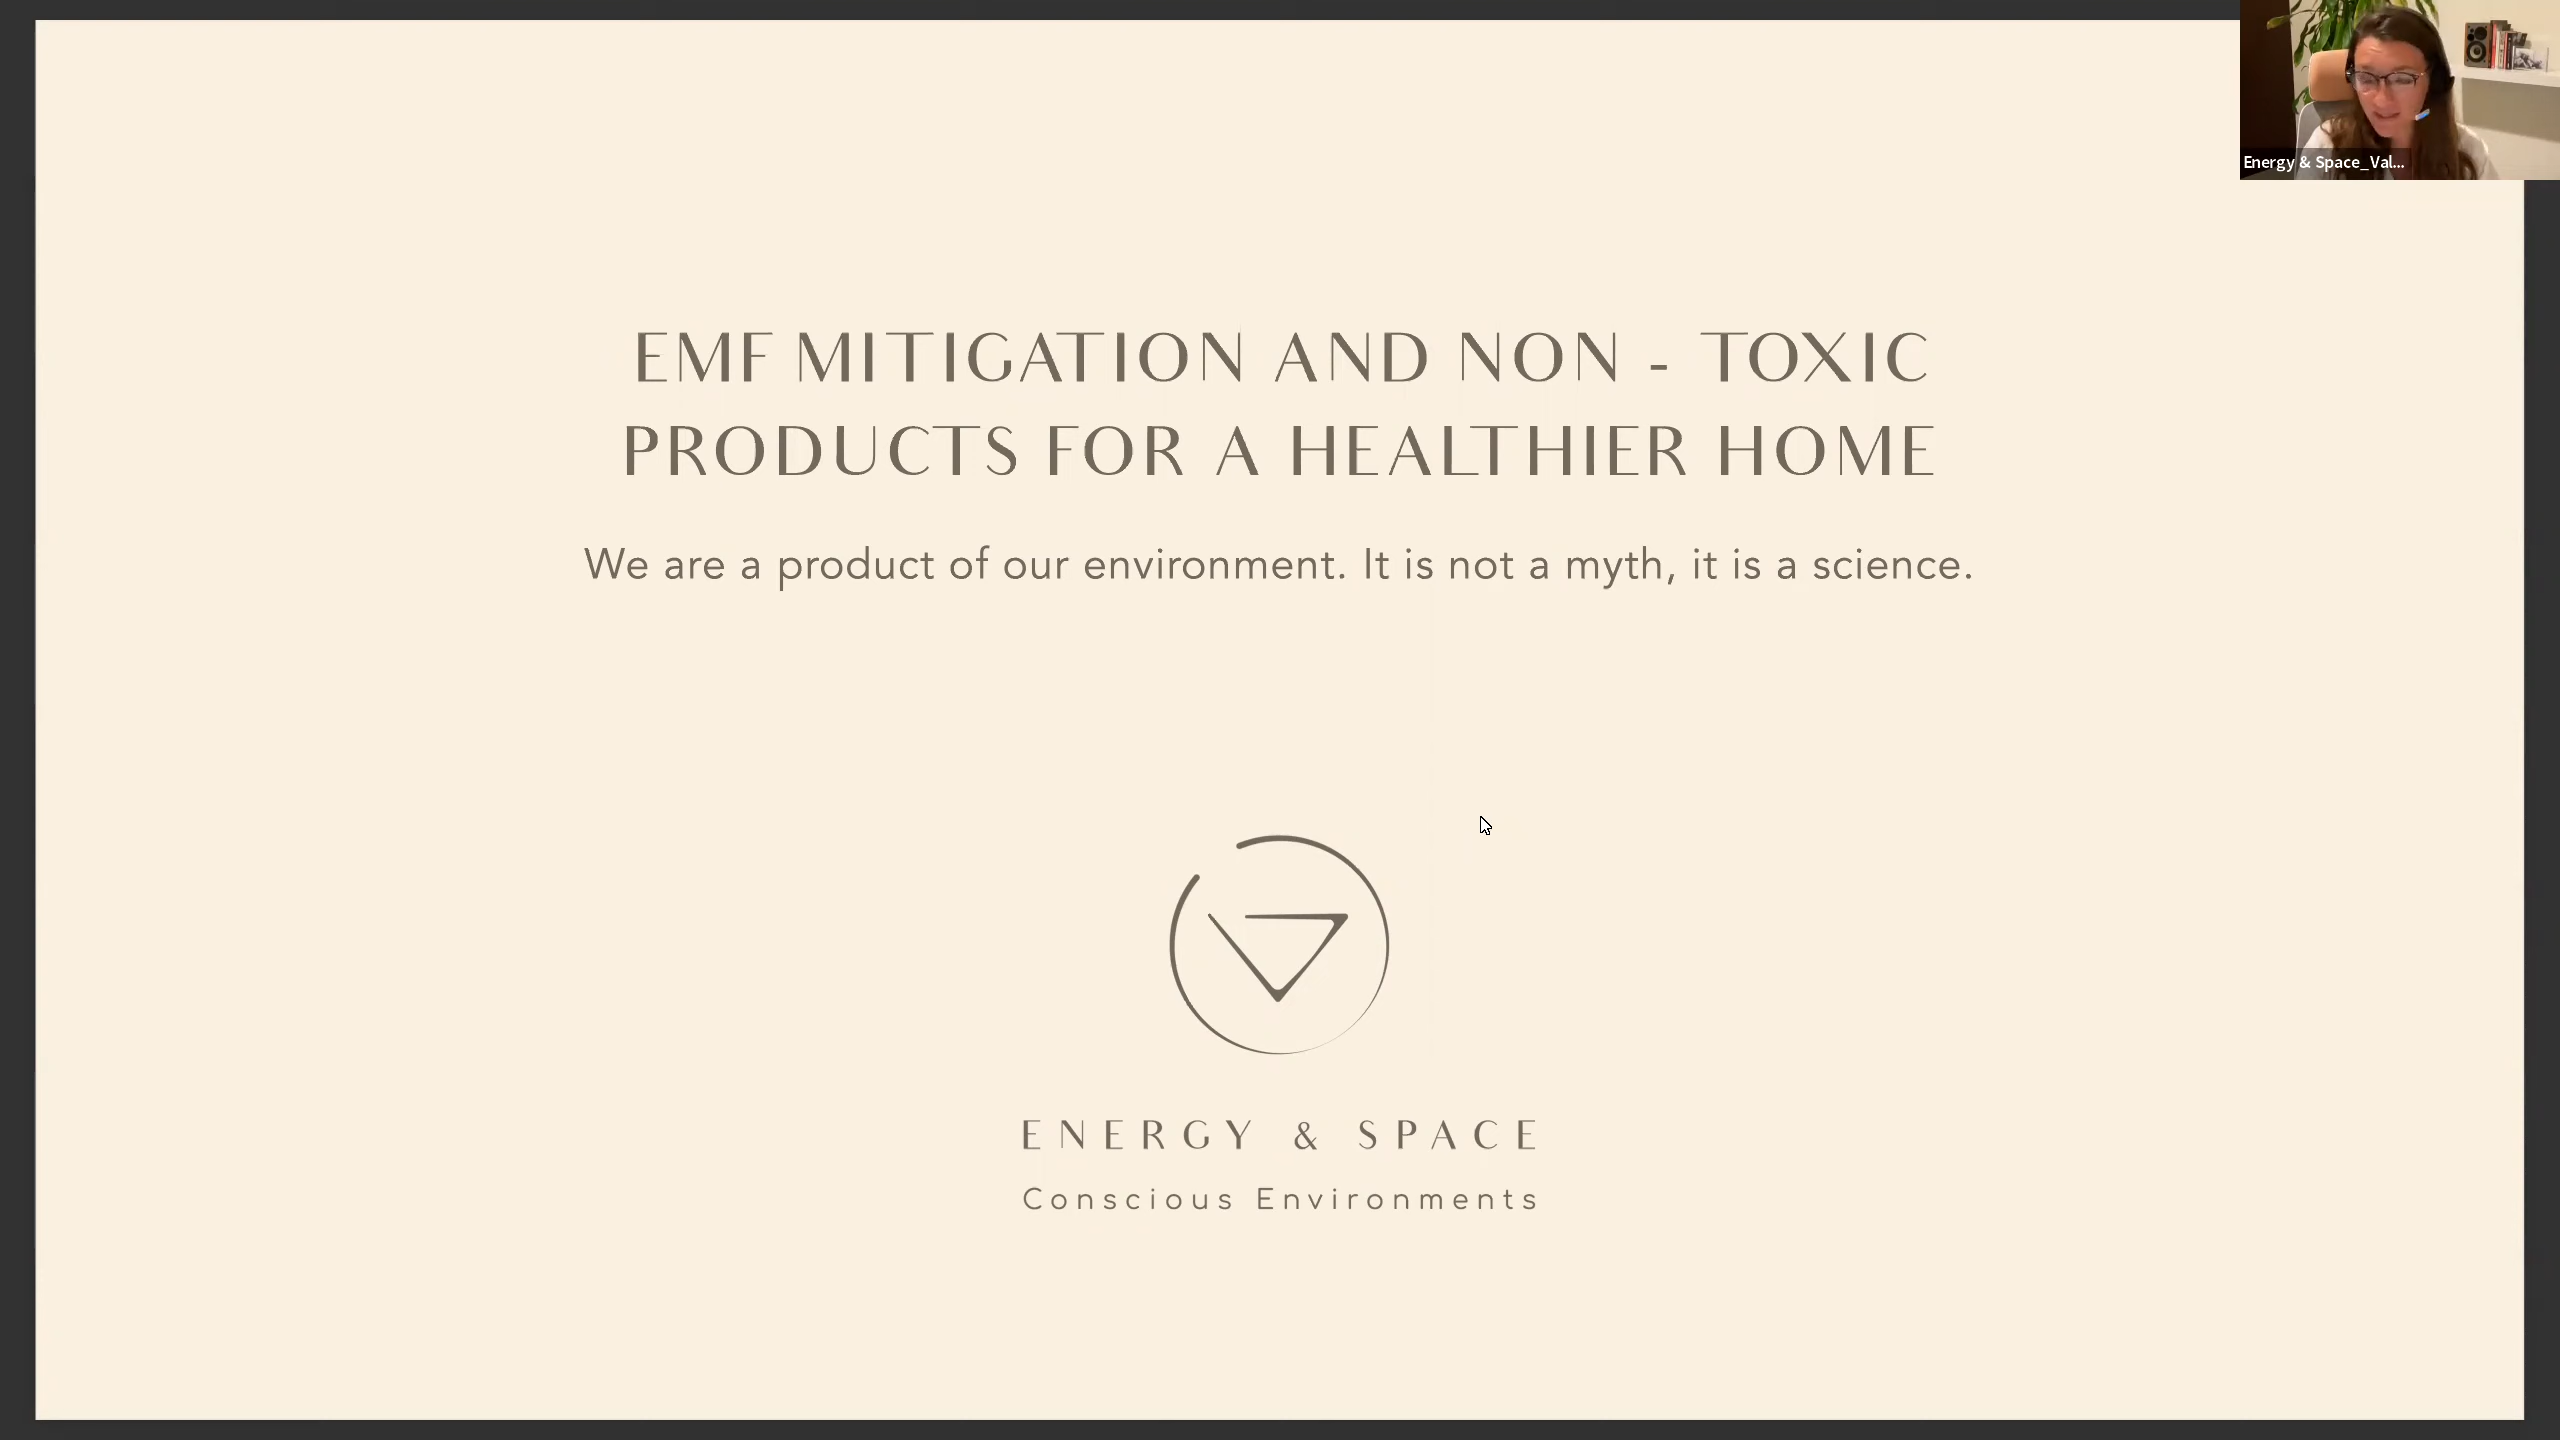 EMF MITIGATION AND NON - TOXIC
PRODUCTS FOR A HEALTHIER HOME
We are a product of our environment. It is not a myth, it is a science.
ENERGY & SPACE
Conscious Environments
Energy & Space_Val...